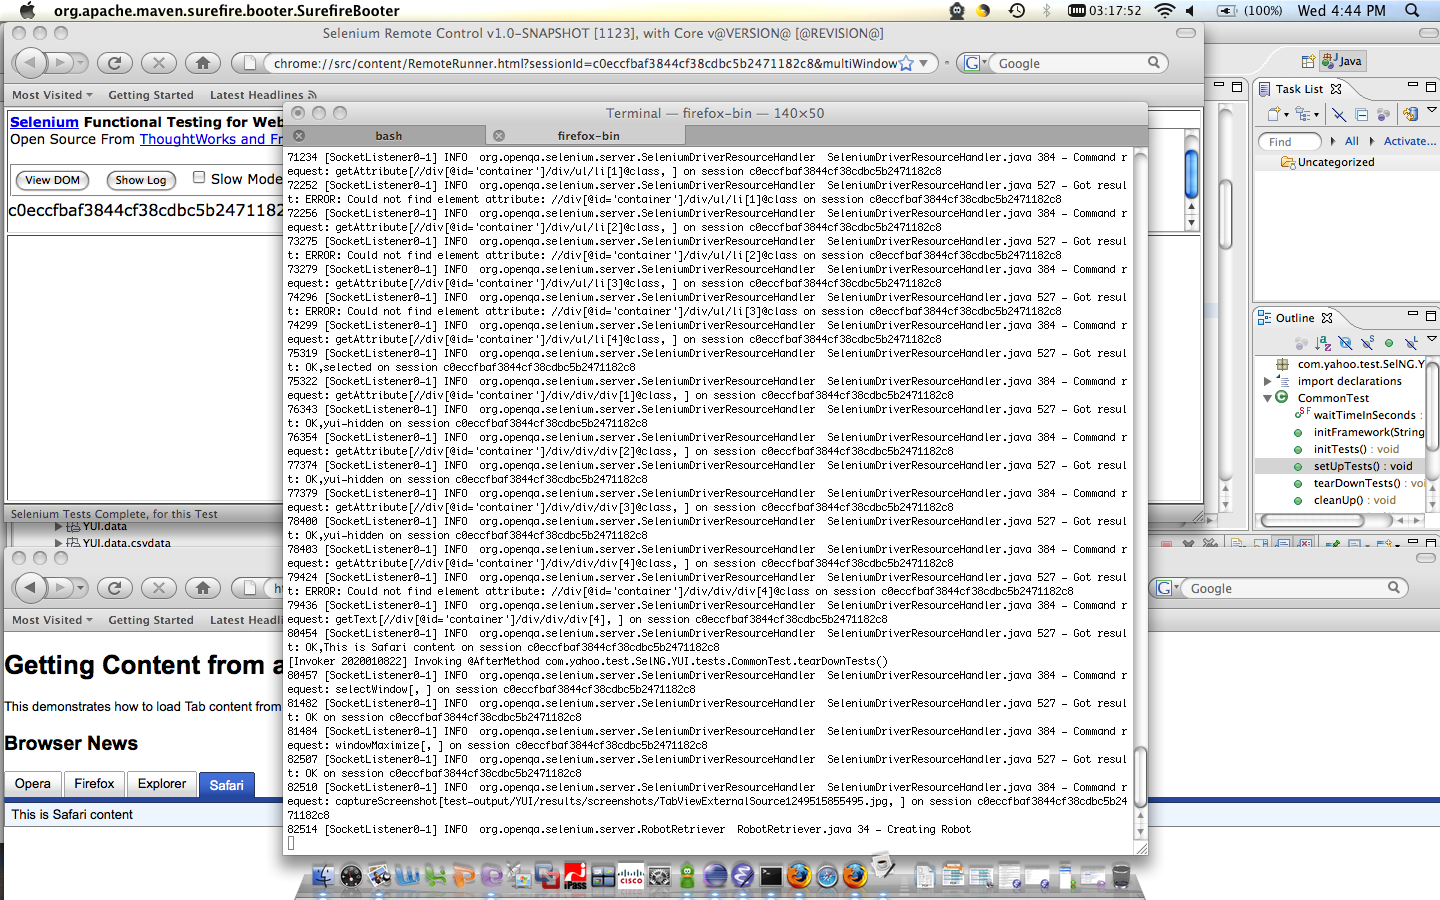 org.apache.maven.surefire.booter.SurefireBooter
03:17:52
(100%)
Wed 4:44 PM
Selenium Remote Control v1.0-SNAPSHOT [1123], with Core v@VERSION@ [@REVISION@]
chrome://src/content/RemoteRunner.html?sessionId=c0eccfbaf3844cf38cdbc5b2471182c8&multiWindow
Google
Most Visited
Getting Started
Latest Headlines
Selenium Functional Testing for Web
Open Source From ThoughtWorks and Fr
View DOM
Show Log
Slow Mode
c0eccfbaf3844cf38cdbc5b2471182
Selenium Tests Complete, for this Test
YUI.data
YUI.data.csvdata
Terminal — firefox-bin — 140×50
bash
firefox-bin
71234 [SocketListener0-1] INFO  org.openqa.selenium.server.SeleniumDriverResourceHandler  SeleniumDriverResourceHandler.java 384 - Command r
equest: getAttribute[//div[@id='container']/div/ul/li[1]@class, ] on session c0eccfbaf3844cf38cdbc5b2471182c8
72252 [SocketListener0-1] INFO  org.openqa.selenium.server.SeleniumDriverResourceHandler  SeleniumDriverResourceHandler.java 527 - Got resul
t: ERROR: Could not find element attribute: //div[@id='container']/div/ul/li[1]@class on session c0eccfbaf3844cf38cdbc5b2471182c8
72256 [SocketListener0-1] INFO  org.openqa.selenium.server.SeleniumDriverResourceHandler  SeleniumDriverResourceHandler.java 384 - Command r
equest: getAttribute[//div[@id='container']/div/ul/li[2]@class, ] on session c0eccfbaf3844cf38cdbc5b2471182c8
73275 [SocketListener0-1] INFO  org.openqa.selenium.server.SeleniumDriverResourceHandler  SeleniumDriverResourceHandler.java 527 - Got resul
t: ERROR: Could not find element attribute: //div[@id='container']/div/ul/li[2]@class on session c0eccfbaf3844cf38cdbc5b2471182c8
73279 [SocketListener0-1] INFO  org.openqa.selenium.server.SeleniumDriverResourceHandler  SeleniumDriverResourceHandler.java 384 - Command r
equest: getAttribute[//div[@id='container']/div/ul/li[3]@class, ] on session c0eccfbaf3844cf38cdbc5b2471182c8
74296 [SocketListener0-1] INFO  org.openqa.selenium.server.SeleniumDriverResourceHandler  SeleniumDriverResourceHandler.java 527 - Got resul
t: ERROR: Could not find element attribute: //div[@id='container']/div/ul/li[3]@class on session c0eccfbaf3844cf38cdbc5b2471182c8
74299 [SocketListener0-1] INFO  org.openqa.selenium.server.SeleniumDriverResourceHandler  SeleniumDriverResourceHandler.java 384 - Command r
equest: getAttribute[//div[@id='container']/div/ul/li[4]@class, ] on session c0eccfbaf3844cf38cdbc5b2471182c8
75319 [SocketListener0-1] INFO  org.openqa.selenium.server.SeleniumDriverResourceHandler  SeleniumDriverResourceHandler.java 527 - Got resul
t: OK,selected on session c0eccfbaf3844cf38cdbc5b2471182c8
75322 [SocketListener0-1] INFO  org.openqa.selenium.server.SeleniumDriverResourceHandler  SeleniumDriverResourceHandler.java 384 - Command r
equest: getAttribute[//div[@id='container']/div/div/div[1]@class, ] on session c0eccfbaf3844cf38cdbc5b2471182c8
76343 [SocketListener0-1] INFO  org.openqa.selenium.server.SeleniumDriverResourceHandler  SeleniumDriverResourceHandler.java 527 - Got resul
t: OK,yui-hidden on session c0eccfbaf3844cf38cdbc5b2471182c8
76354 [SocketListener0-1] INFO  org.openqa.selenium.server.SeleniumDriverResourceHandler  SeleniumDriverResourceHandler.java 384 - Command r
equest: getAttribute[//div[@id='container']/div/div/div[2]@class, ] on session c0eccfbaf3844cf38cdbc5b2471182c8
77374 [SocketListener0-1] INFO  org.openqa.selenium.server.SeleniumDriverResourceHandler  SeleniumDriverResourceHandler.java 527 - Got resul
t: OK,yui-hidden on session c0eccfbaf3844cf38cdbc5b2471182c8
77379 [SocketListener0-1] INFO  org.openqa.selenium.server.SeleniumDriverResourceHandler  SeleniumDriverResourceHandler.java 384 - Command r
equest: getAttribute[//div[@id='container']/div/div/div[3]@class, ] on session c0eccfbaf3844cf38cdbc5b2471182c8
78400 [SocketListener0-1] INFO  org.openqa.selenium.server.SeleniumDriverResourceHandler  SeleniumDriverResourceHandler.java 527 - Got resul
t: OK,yui-hidden on session c0eccfbaf3844cf38cdbc5b2471182c8
78403 [SocketListener0-1] INFO  org.openqa.selenium.server.SeleniumDriverResourceHandler  SeleniumDriverResourceHandler.java 384 - Command r
equest: getAttribute[//div[@id='container']/div/div/div[4]@class, ] on session c0eccfbaf3844cf38cdbc5b2471182c8
79424 [SocketListener0-1] INFO  org.openqa.selenium.server.SeleniumDriverResourceHandler  SeleniumDriverResourceHandler.java 527 - Got resul
t: ERROR: Could not find element attribute: //div[@id='container']/div/div/div[4]@class on session c0eccfbaf3844cf38cdbc5b2471182c8
79436 [SocketListener0-1] INFO  org.openqa.selenium.server.SeleniumDriverResourceHandler  SeleniumDriverResourceHandler.java 384 - Command r
equest: getText[//div[@id='container']/div/div/div[4], ] on session c0eccfbaf3844cf38cdbc5b2471182c8
80454 [SocketListener0-1] INFO  org.openqa.selenium.server.SeleniumDriverResourceHandler  SeleniumDriverResourceHandler.java 527 - Got resul
t: OK,This is Safari content on session c0eccfbaf3844cf38cdbc5b2471182c8
[Invoker 2020010822] Invoking @AfterMethod com.yahoo.test.SelNG.YUI.tests.CommonTest.tearDownTests()
80457 [SocketListener0-1] INFO  org.openqa.selenium.server.SeleniumDriverResourceHandler  SeleniumDriverResourceHandler.java 384 - Command r
equest: selectWindow[, ] on session c0eccfbaf3844cf38cdbc5b2471182c8
81482 [SocketListener0-1] INFO  org.openqa.selenium.server.SeleniumDriverResourceHandler  SeleniumDriverResourceHandler.java 527 - Got resul
t: OK on session c0eccfbaf3844cf38cdbc5b2471182c8
81484 [SocketListener0-1] INFO  org.openqa.selenium.server.SeleniumDriverResourceHandler  SeleniumDriverResourceHandler.java 384 - Command r
equest: windowMaximize[, ] on session c0eccfbaf3844cf38cdbc5b2471182c8
82507 [SocketListener0-1] INFO  org.openqa.selenium.server.SeleniumDriverResourceHandler  SeleniumDriverResourceHandler.java 527 - Got resul
t: OK on session c0eccfbaf3844cf38cdbc5b2471182c8
82510 [SocketListener0-1] INFO  org.openqa.selenium.server.SeleniumDriverResourceHandler  SeleniumDriverResourceHandler.java 384 - Command r
equest: captureScreenshot[test-output/YUI/results/screenshots/TabViewExternalSource1249515855495.jpg, ] on session c0eccfbaf3844cf38cdbc5b24
71182c8
82514 [SocketListener0-1] INFO  org.openqa.selenium.server.RobotRetriever  RobotRetriever.java 34 - Creating Robot
Java
Task List
Find
All
Activate...
Uncategorized
Outline
com.yahoo.test.SelNG.Y
import declarations
CommonTest
waitTimeInSeconds :
initFramework(String
initTests() : void
setUpTests() : void
tearDownTests() : voi
cleanUp() : void
Google
Most Visited
Getting Started
Latest Headli
Getting Content from a
This demonstrates how to load Tab content from
Browser News
Opera
Firefox
Explorer
Safari
This is Safari content
iPass
CISCO